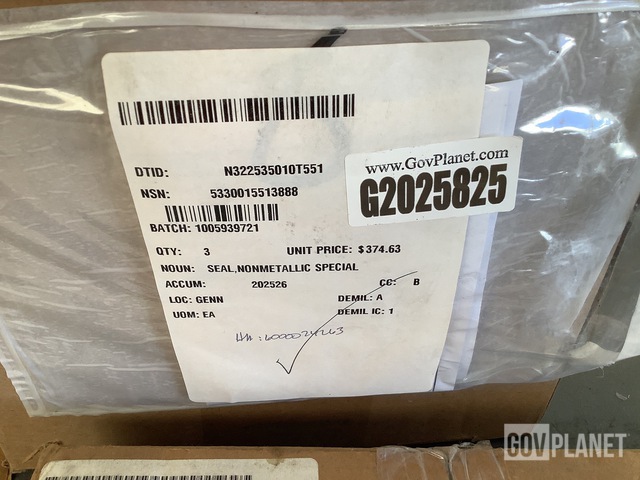 DTID: N322535010T551
NSN: 5330015513888
BATCH: 1005939721
QTY: 3 UNIT PRICE: $374.63
NOUN: SEAL,NONMETALLIC SPECIAL
ACCUM: 202526 CC: B
LOC: GENN DEMIL: A
UOM: EA DEMIL IC: 1
www.GovPlanet.com
G2025825
GOVPLANET